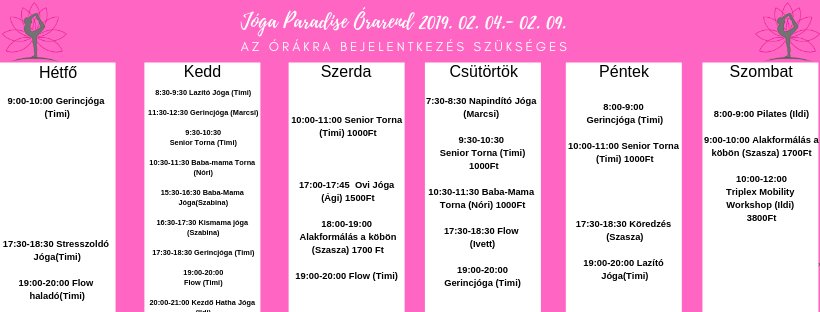 Jóga Paradise Órarend 2019. 02. 04.- 02. 09.
AZ ÓRÁKRA BEJELENTKEZÉS SZÜKSÉGES
Hétfő
9:00-10:00 Gerincjóga
(Timi)
17:30-18:30 Stresszoldó
Jóga(Timi)
19:00-20:00 Flow
haladó(Timi)
Kedd
8:30-9:30 Lazító Jóga (Timi)
11:30-12:30 Gerincjóga (Marcsi)
9:30-10:30
Senior Torna (Timi)
10:30-11:30 Baba-mama Torna
(Nóri)
15:30-16:30 Baba-Mama
Jóga(Szabina)
16:30-17:30 Kismama jóga
(Szabina)
17:30-18:30 Gerincjóga (Timi)
19:00-20:00
Flow (Timi)
20:00-21:00 Kezdő Hatha Jóga
Szerda
10:00-11:00 Senior Torna
(Timi) 1000Ft
17:00-17:45 Ovi Jóga
(Ági) 1500Ft
18:00-19:00
Alakformálás a köbön
(Szasza) 1700 Ft
19:00-20:00 Flow (Timi)
Csütörtök
7:30-8:30 Napindító Jóga
(Marcsi)
9:30-10:30
Senior Torna (Timi)
1000Ft
10:30-11:30 Baba-Mama
Torna (Nóri) 1000Ft
17:30-18:30 Flow
(Ivett)
19:00-20:00
Gerincjóga (Timi)
Péntek
8:00-9:00
Gerincjóga (Timi)
10:00-11:00 Senior Torna
(Timi) 1000Ft
17:30-18:30 Köredzés
(Szasza)
19:00-20:00 Lazító
Jóga(Timi)
Szombat
8:00-9:00 Pilates (Ildi)
9:00-10:00 Alakformálás a
köbön (Szasza) 1700Ft
10:00-12:00
Triplex Mobility
Workshop (Ildi)
3800Ft